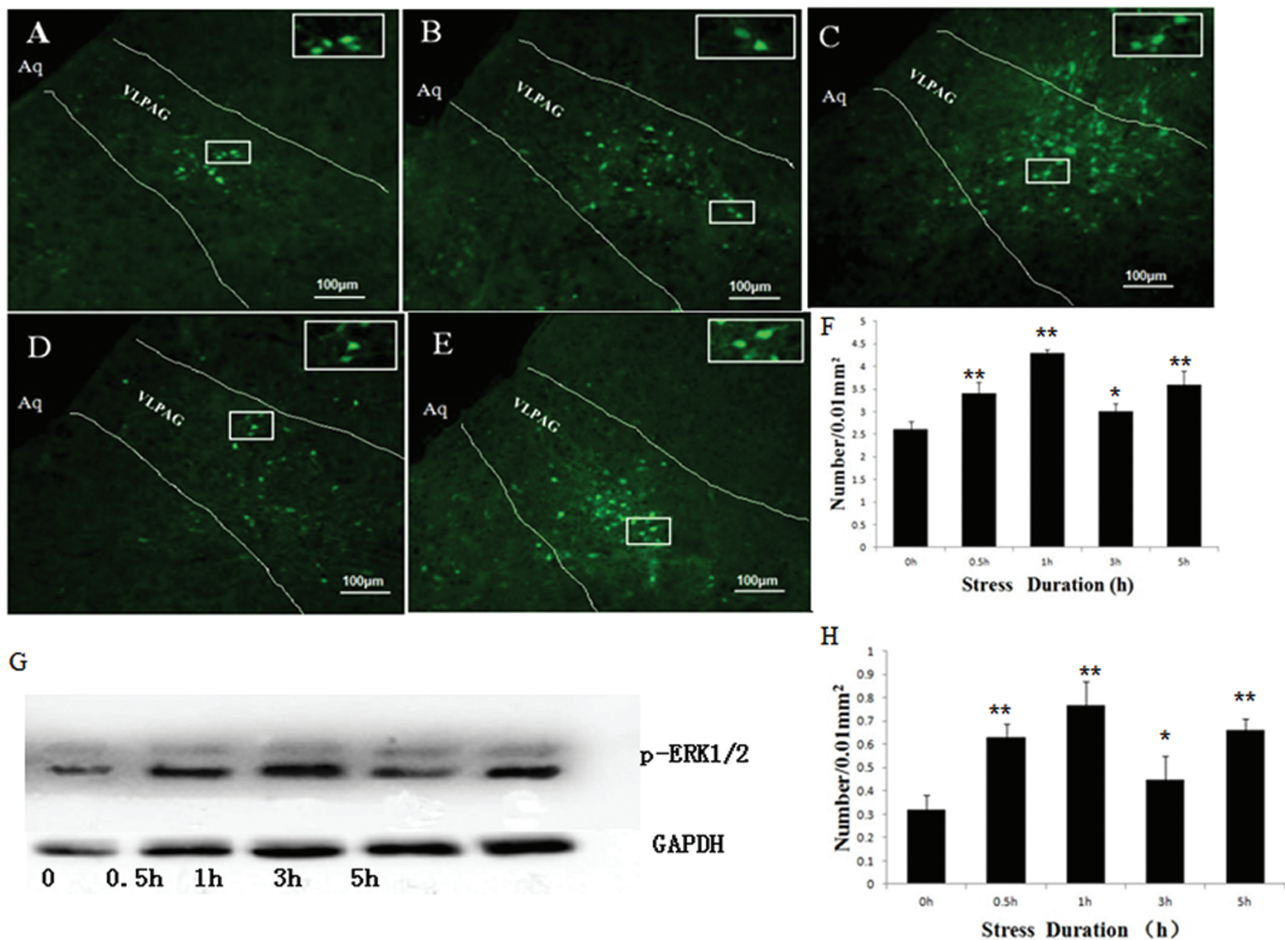 A
Aq
VLPAG
100µm
B
Aq
VLPAG
100µm
C
Aq
VLPAG
100µm
D
Aq
VLPAG
100µm
E
Aq
VLPAG
100µm
F
5
4.5
4
3.5
3
2.5
2
1.5
1
0.5
0
Number/0.01mm²
** ** * **
0h 0.5h 1h 3h 5h
Stress Duration (h)
G
p-ERK1/2
GAPDH
0 0.5h 1h 3h 5h
H
1
0.9
0.8
0.7
0.6
0.5
0.4
0.3
0.2
0.1
0
Number/0.01mm²
** ** * **
0h 0.5h 1h 3h 5h
Stress Duration （h）